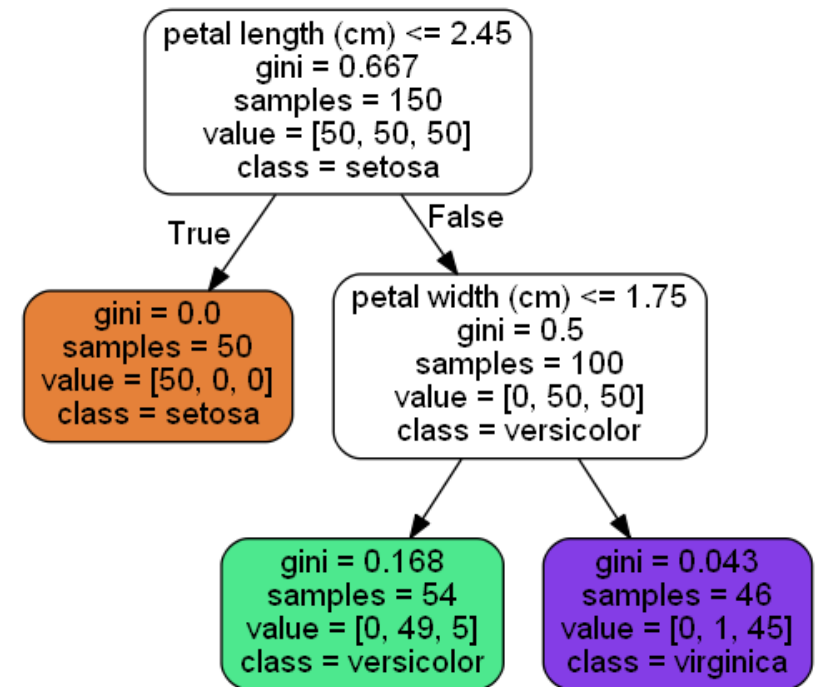 petal length (cm) <= 2.45
gini = 0.667
samples = 150
value = [50, 50, 50]
class = setosa
True
False
gini = 0.0
samples = 50
value = [50, 0, 0]
class = setosa
petal width (cm) <= 1.75
gini = 0.5
samples = 100
value = [0, 50, 50]
class = versicolor
gini = 0.168
samples = 54
value = [0, 49, 5]
class = versicolor
gini = 0.043
samples = 46
value = [0, 1, 45]
class = virginica